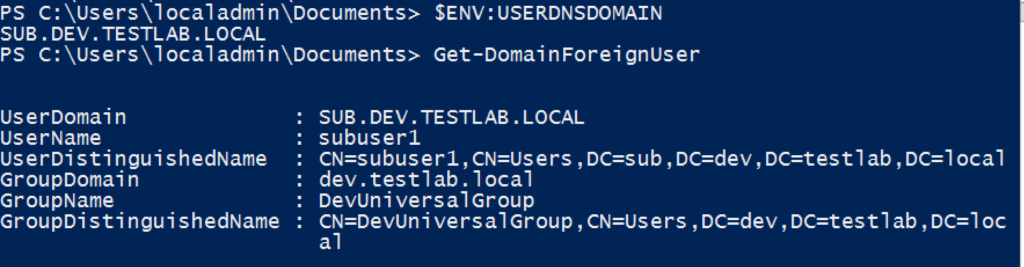 PS C:\Users\localadmin\Documents> $ENV:USERDNSDOMAIN
SUB.DEV.TESTLAB.LOCAL
PS C:\Users\localadmin\Documents> Get-DomainForeignUser
UserDomain : SUB.DEV.TESTLAB.LOCAL
UserName : subuser1
UserDistinguishedName : CN=subuser1,CN=Users,DC=sub,DC=dev,DC=testlab,DC=local
GroupDomain : dev.testlab.local
GroupName : DevUniversalGroup
GroupDistinguishedName : CN=DevUniversalGroup,CN=Users,DC=dev,DC=testlab,DC=loc
al